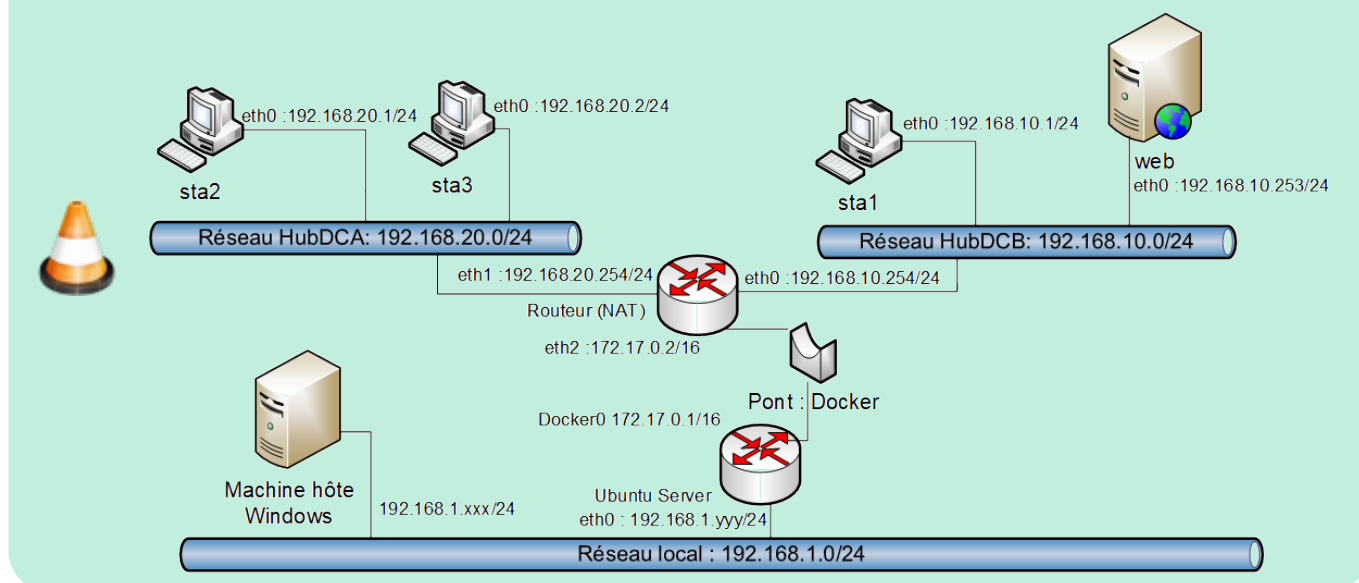 eth0 :192.168.20.1/24
eth0 :192.168.20.2/24
eth0 :192.168.10.1/24
sta2
sta3
sta1
web
eth0 :192.168.10.253/24
Réseau HubDCA: 192.168.20.0/24
Réseau HubDCB: 192.168.10.0/24
eth1 :192.168.20.254/24
eth0 :192.168.10.254/24
Routeur (NAT)
eth2 :172.17.0.2/16
Pont : Docker
Docker0 172.17.0.1/16
Machine hôte
Windows
192.168.1.xxx/24
Ubuntu Server
eth0 : 192.168.1.yyy/24
Réseau local : 192.168.1.0/24